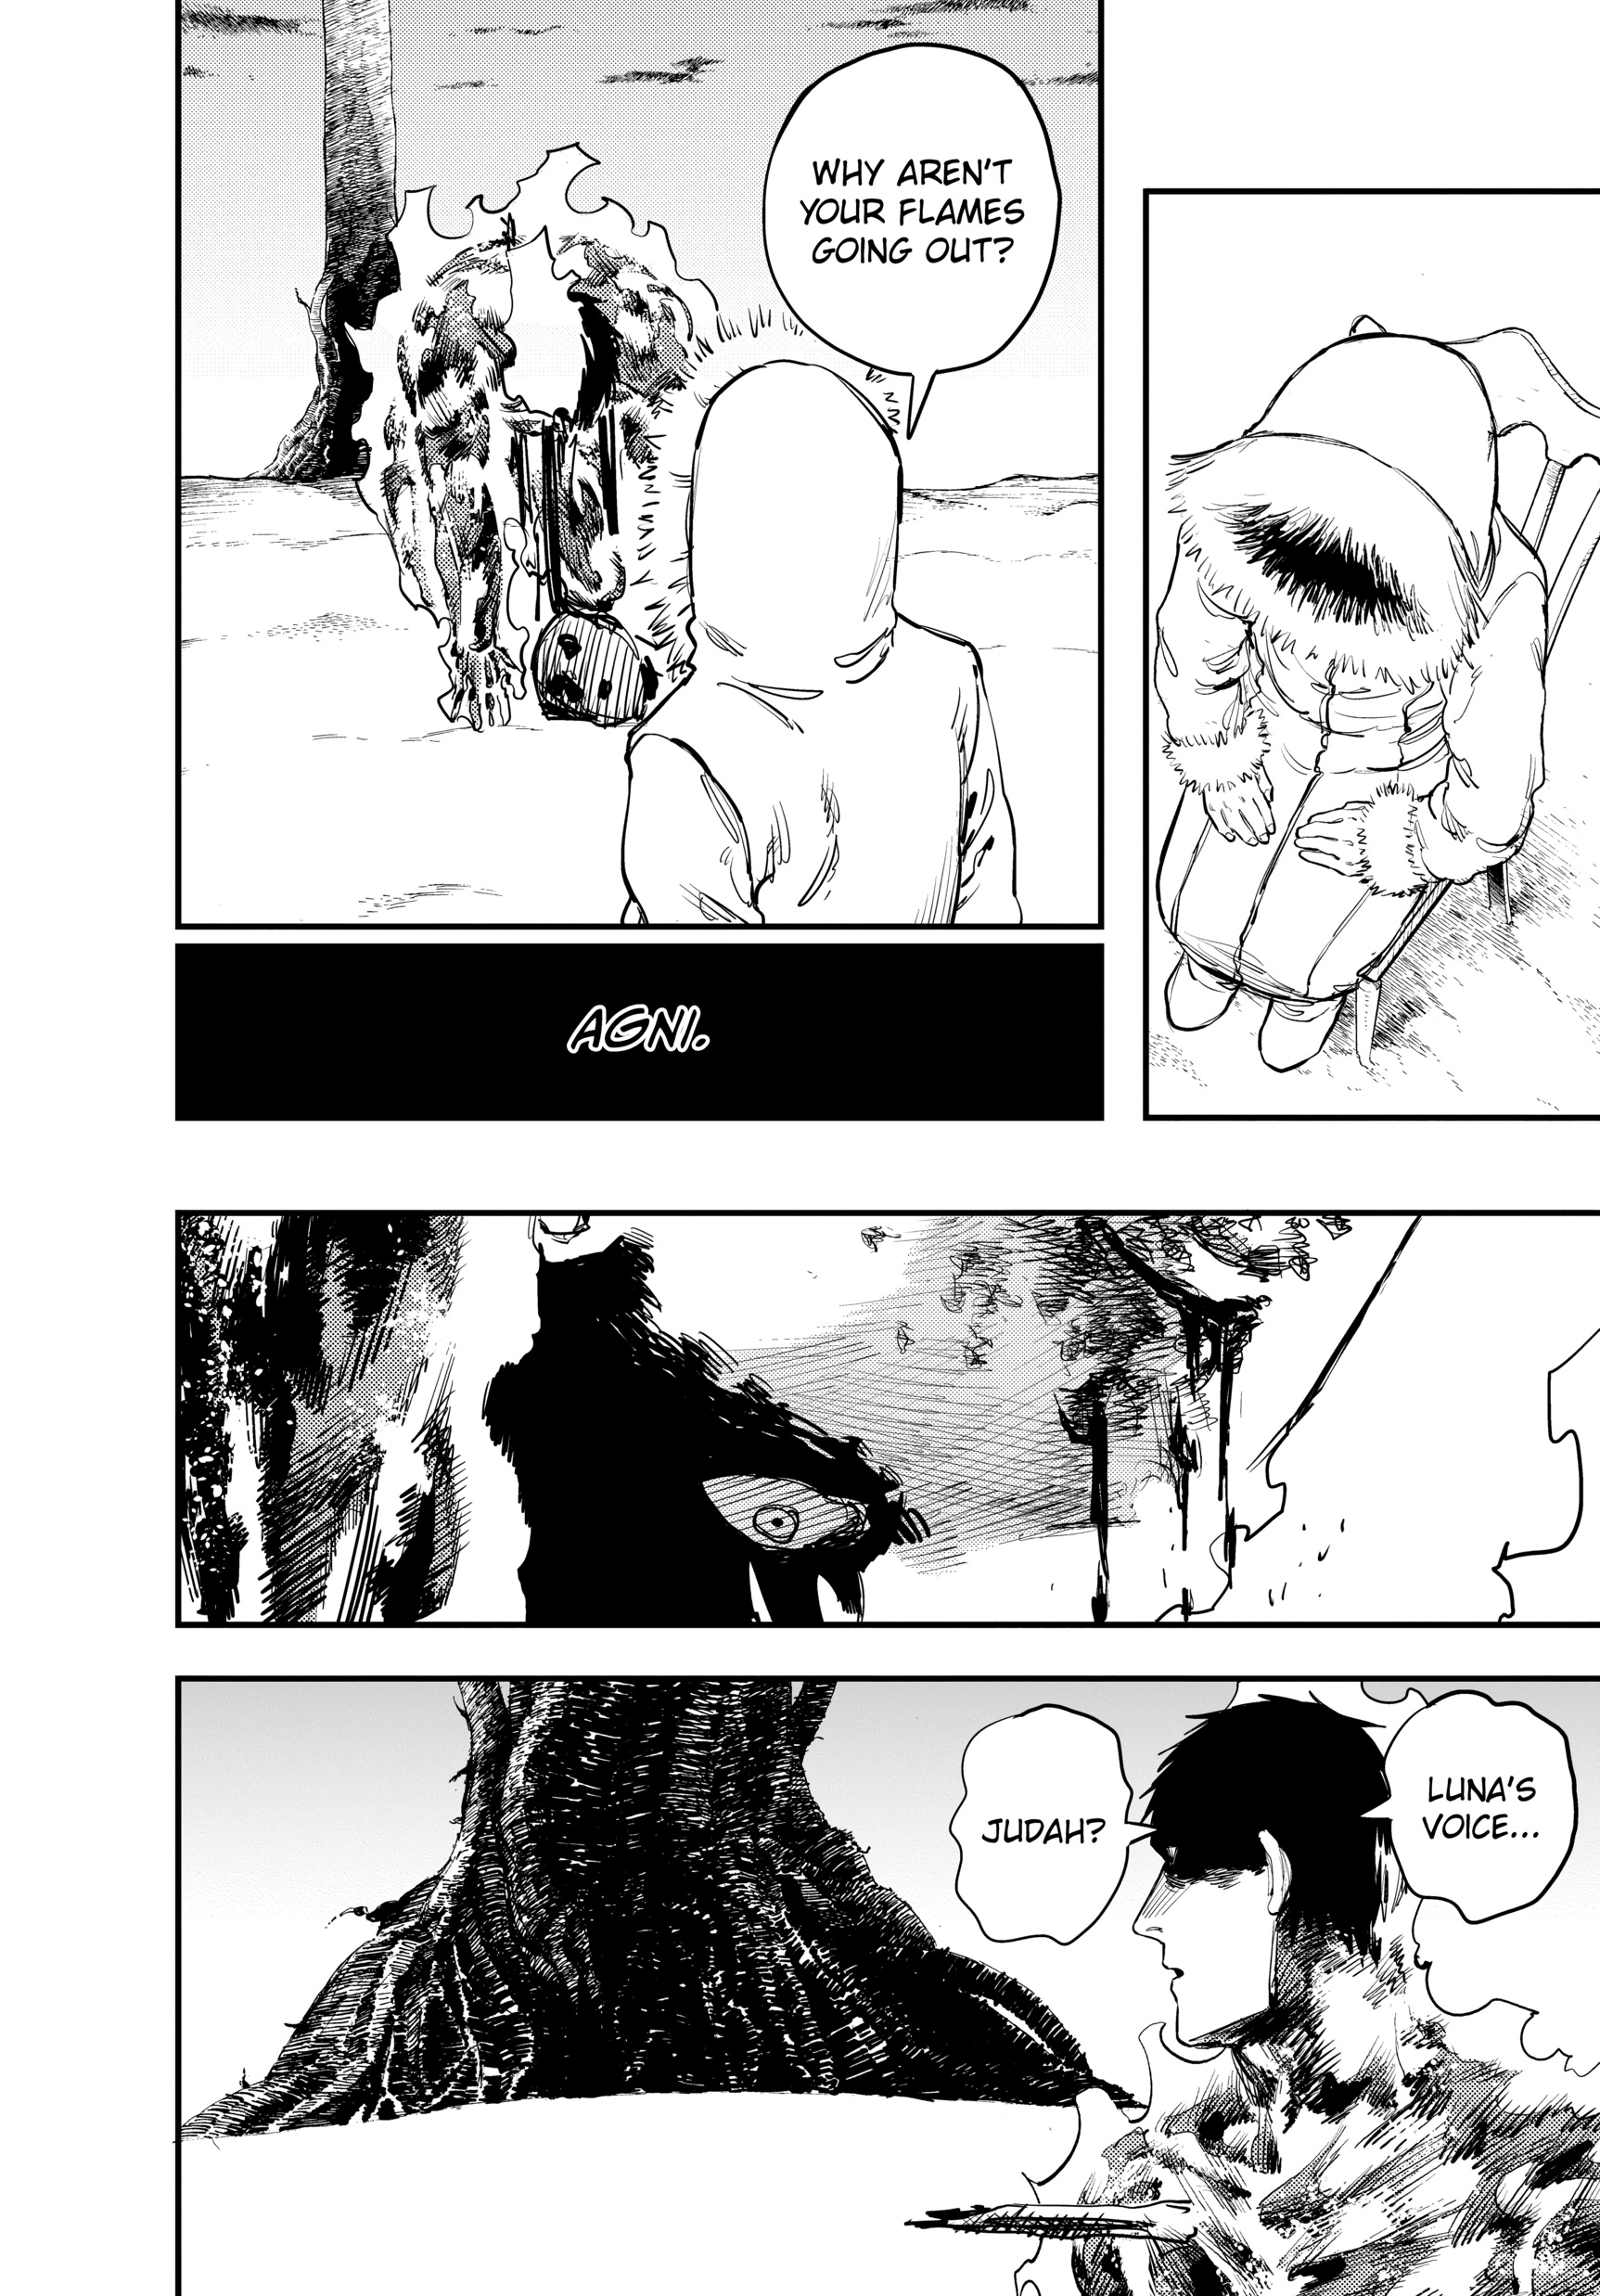 WHY AREN'T
YOUR FLAMES
GOING OUT?
AGNI.
LUNA'S
VOICE...
JUDAH?